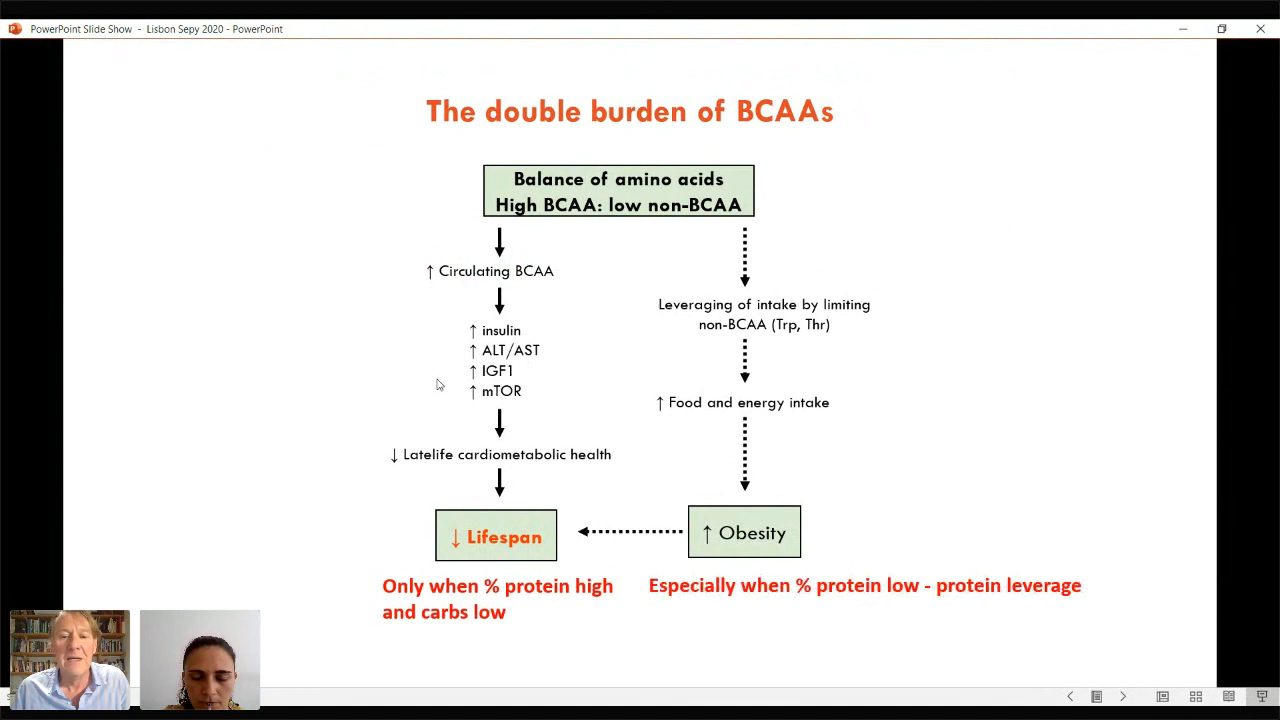 PowerPoint Slide Show - Lisbon Sepy 2020 - PowerPoint
The double burden of BCAAs
Balance of amino acids
High BCAA: low non-BCAA
↑ Circulating BCAA
↑ insulin
↑ ALT/AST
↑ IGF1
↑ mTOR
↓ Latelife cardiometabolic health
↓ Lifespan
Only when % protein high
and carbs low
Leveraging of intake by limiting
non-BCAA (Trp, Thr)
↑ Food and energy intake
↑ Obesity
Especially when % protein low - protein leverage